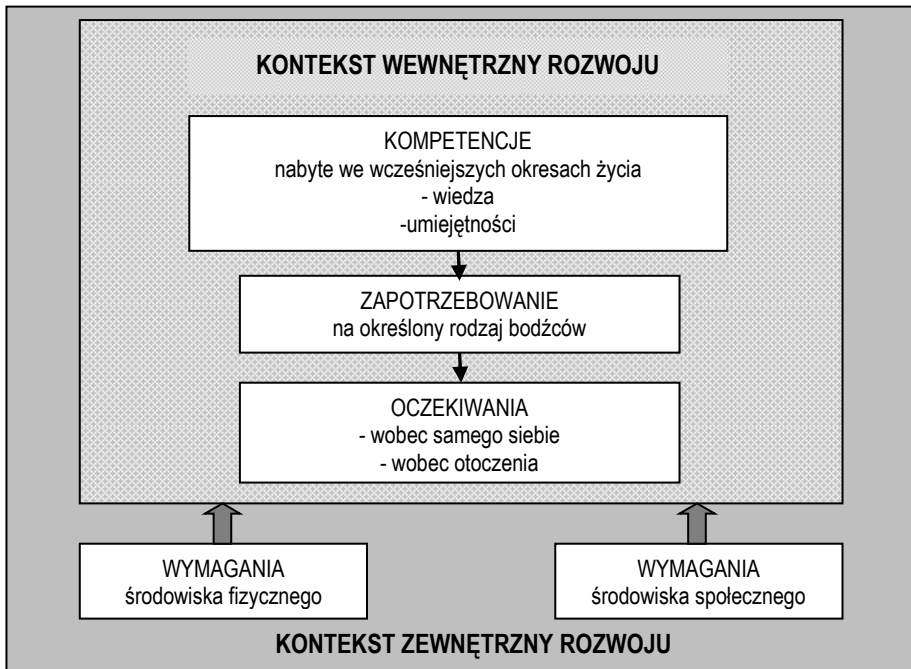 KONTEKST WEWNĘTRZNY ROZWOJU
KOMPETENCJE
nabyte we wcześniejszych okresach życia
- wiedza
-umiejętności
ZAPOTRZEBOWANIE
na określony rodzaj bodźców
OCZEKIWANIA
- wobec samego siebie
- wobec otoczenia
WYMAGANIA
środowiska fizycznego
WYMAGANIA
środowiska społecznego
KONTEKST ZEWNĘTRZNY ROZWOJU